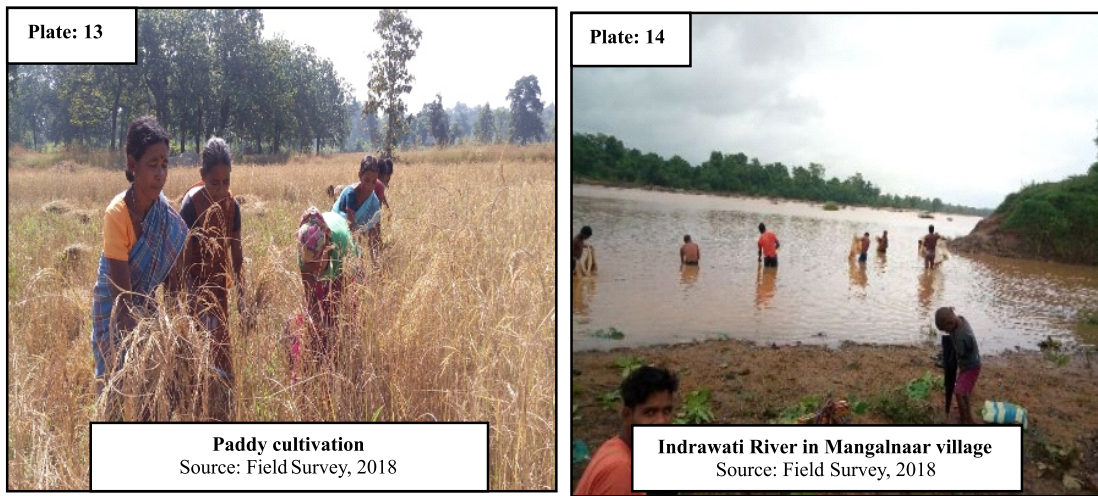 Plate: 13
Paddy cultivation
Source: Field Survey, 2018
Plate: 14
Indrawati River in Mangalnaar village
Source: Field Survey, 2018